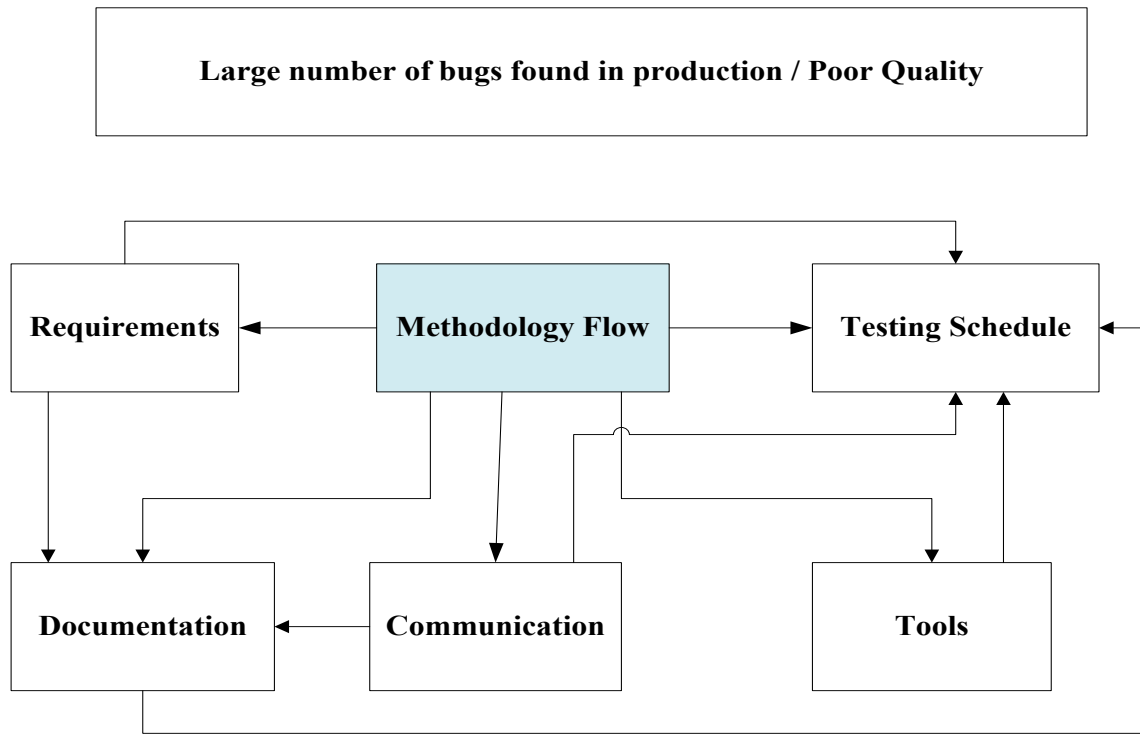 Large number of bugs found in production / Poor Quality
Requirements
Methodology Flow
Testing Schedule
Documentation
Communication
Tools